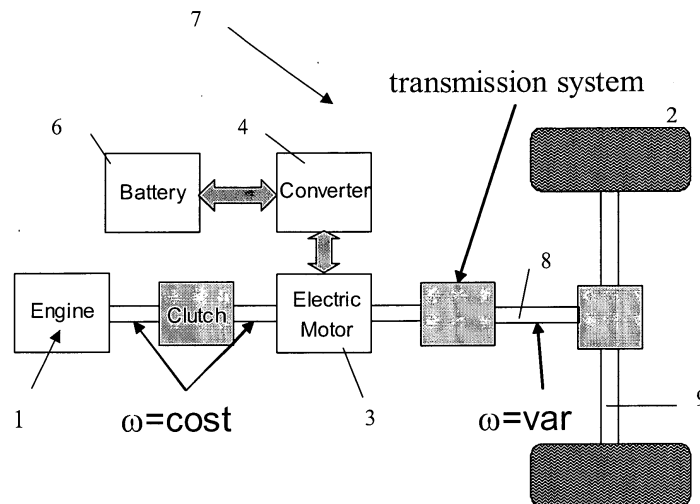 7
transmission system
2
6
4
Battery
Converter
8
Engine
Clutch
Electric
Motor
1
ω=cost
3
ω=var
9